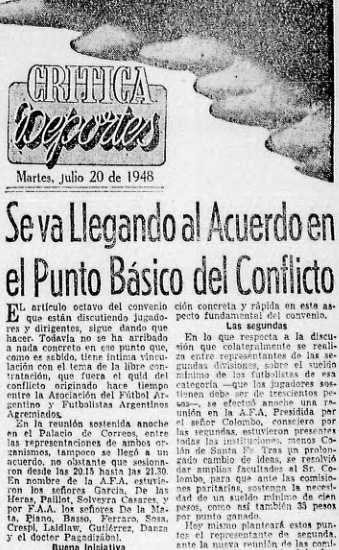 CRITICA
Deportes
Martes, julio 20 de 1948
Se va Llegando al Acuerdo en
el Punto Básico del Conflicto
EL artículo octavo del convenio
que están discutiendo jugado-
res y dirigentes, sigue dando que
hacer. Todavía no se ha arribado
a nada concreto en ese punto que,
como es sabido, tiene íntima vincu-
lación con el tema de la libre con-
tratación, que fuera el quid del
conflicto originado hace tiempo
entre la Asociación del Fútbol Ar-
gentino y Futbolistas Argentinos
Agremiados.
En la reunión sostenida anoche
en el Palacio de Correos, entre
las representaciones de ambos or-
ganismos, tampoco se llegó a un
acuerdo, no obstante que sesiona-
ron desde las 20.15 hasta las 21.30.
En nombre de la A.F.A. estuvie-
ron los señores García, De las
Heras, Paillot, Solveyra Casares, y
por F.A.A. los señores De la Ma-
ta, Piano, Basso, Ferraro, Sosa,
Crespi, Laidlaw, Gutiérrez, Danza
y el doctor Pagadizábal.
Buena Iniciativa
ción concreta y rápida en este as-
pecto fundamental del convenio.
Las segundas
En lo que respecta a la discu-
sión que colateralmente se reali-
za entre representantes de las se-
gundas divisiones, sobre el sueldo
mínimo de los futbolistas de esa
categoría —que los jugadores sos-
tienen debe ser de trescientos pe-
sos—, se efectuó anoche una re-
unión en la A.F.A. Presidida por
el señor Colombo, consejero por
las segundas, estuvieron presentes
todas las instituciones, menos Co-
lón de Santa Fe. Tras un prolon-
gado cambio de ideas, se resolvió
dar amplias facultades al Sr. Co-
lombo, para que ante las comisio-
nes paritarias, sostenga la necesi-
dad de un sueldo mínimo de cien
pesos, como así también 35 pesos
por punto ganado.
Hoy mismo planteará estos pun-
tos el representante de segunda,
ante la nueva reunión de las comi-